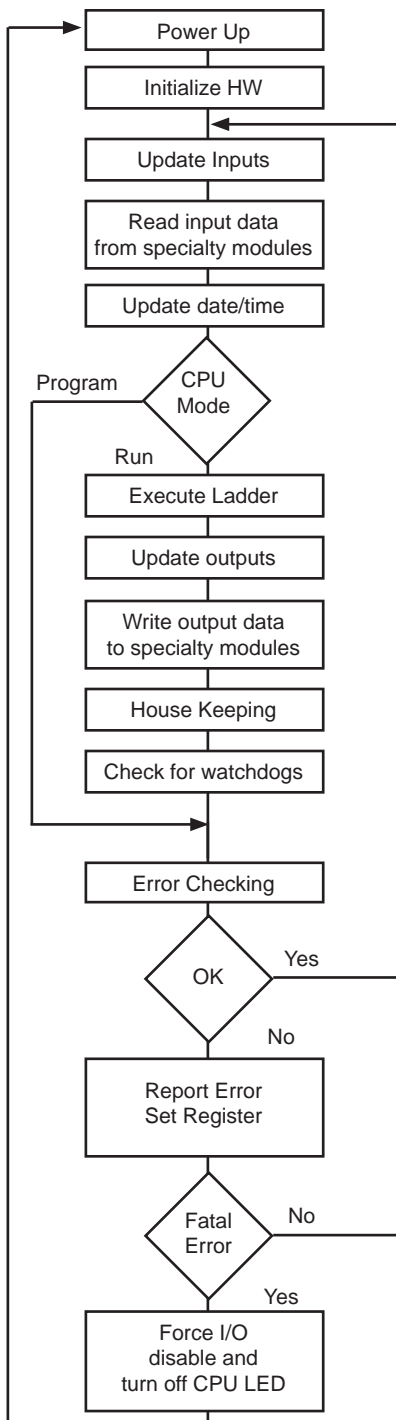 Power Up
Initialize HW
Update Inputs
Read input data
from specialty modules
Update date/time
Program
CPU
Mode
Run
Execute Ladder
Update outputs
Write output data
to specialty modules
House Keeping
Check for watchdogs
Error Checking
OK
Yes
No
Report Error
Set Register
Fatal
Error
No
Yes
Force I/O
disable and
turn off CPU LED